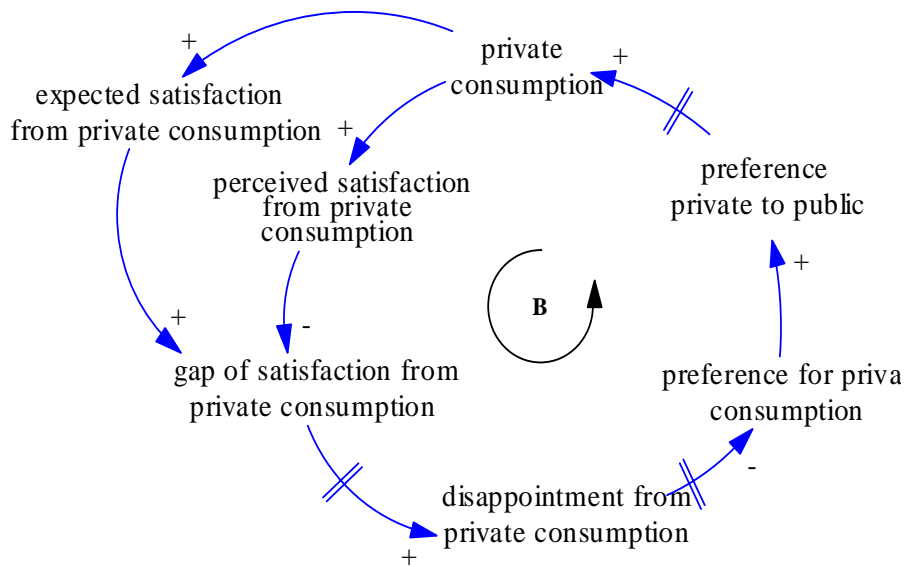 private
consumption
+
+
expected satisfaction
from private consumption
+
perceived satisfaction
from private
consumption
preference
private to public
+
B
+
-
gap of satisfaction from
private consumption
preference for priva
consumption
-
disappointment from
private consumption
+